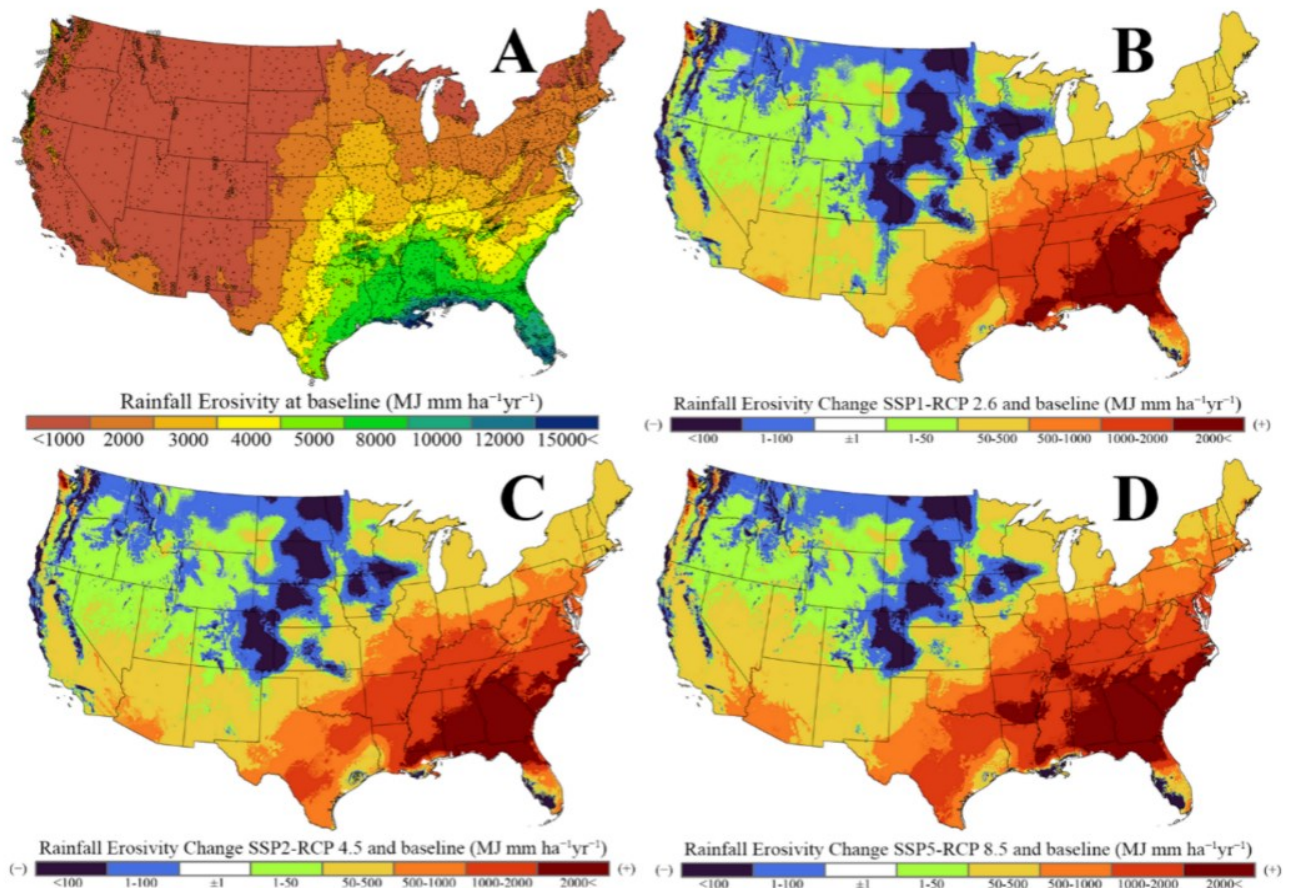 A
B
Rainfall Erosivity at baseline (MJ mm ha⁻¹yr⁻¹)
<1000 2000 3000 4000 5000 8000 10000 12000 15000<
Rainfall Erosivity Change SSP1-RCP 2.6 and baseline (MJ mm ha⁻¹yr⁻¹)
(−) (+)
<100 1-100 ±1 1-50 50-500 500-1000 1000-2000 2000<
C
D
Rainfall Erosivity Change SSP2-RCP 4.5 and baseline (MJ mm ha⁻¹yr⁻¹)
(−) (+)
<100 1-100 ±1 1-50 50-500 500-1000 1000-2000 2000<
Rainfall Erosivity Change SSP5-RCP 8.5 and baseline (MJ mm ha⁻¹yr⁻¹)
(−) (+)
<100 1-100 ±1 1-50 50-500 500-1000 1000-2000 2000<